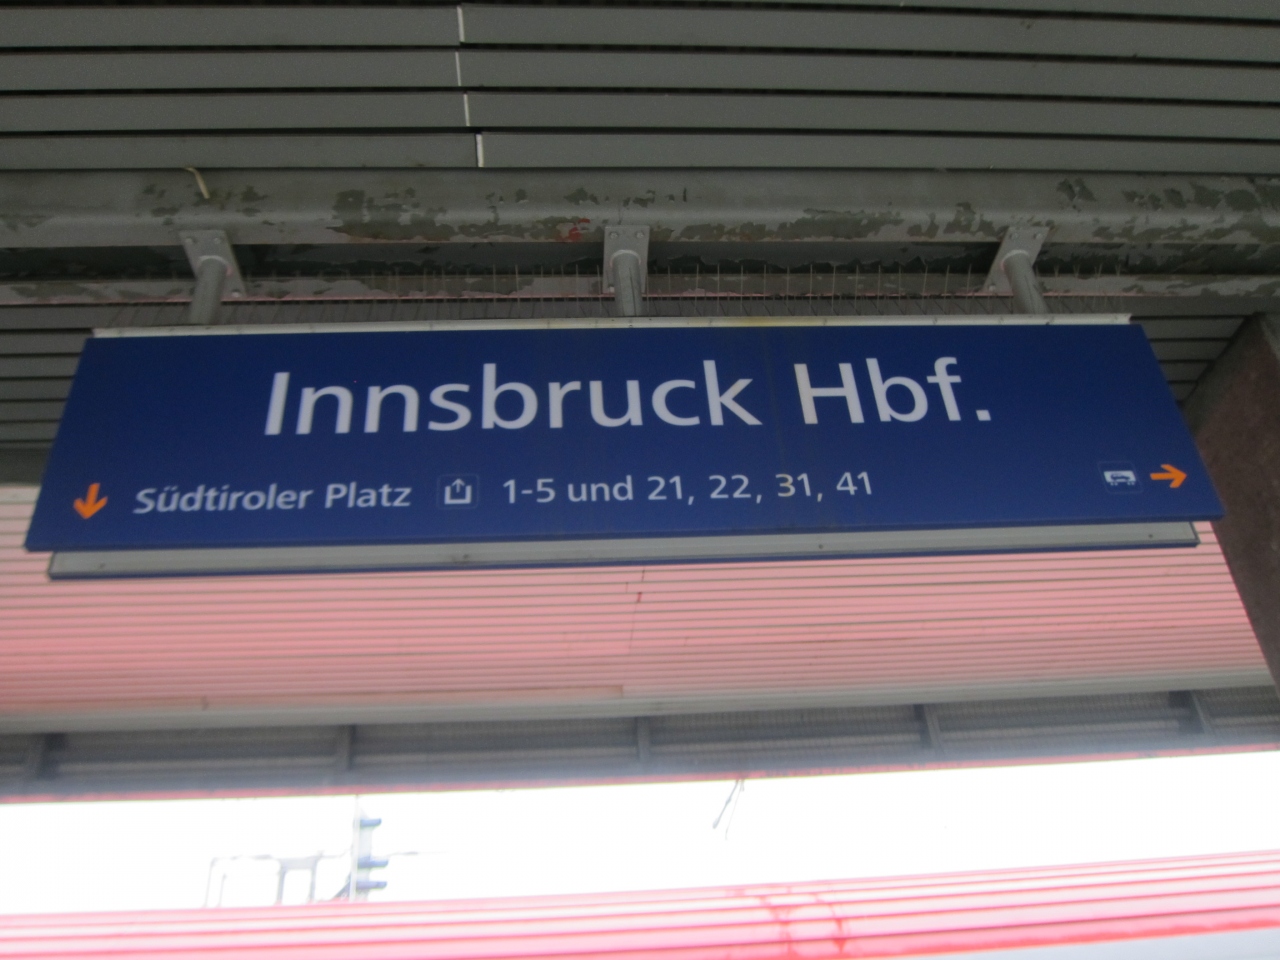 Innsbruck Hbf.
Südtiroler Platz 1-5 und 21, 22, 31, 41